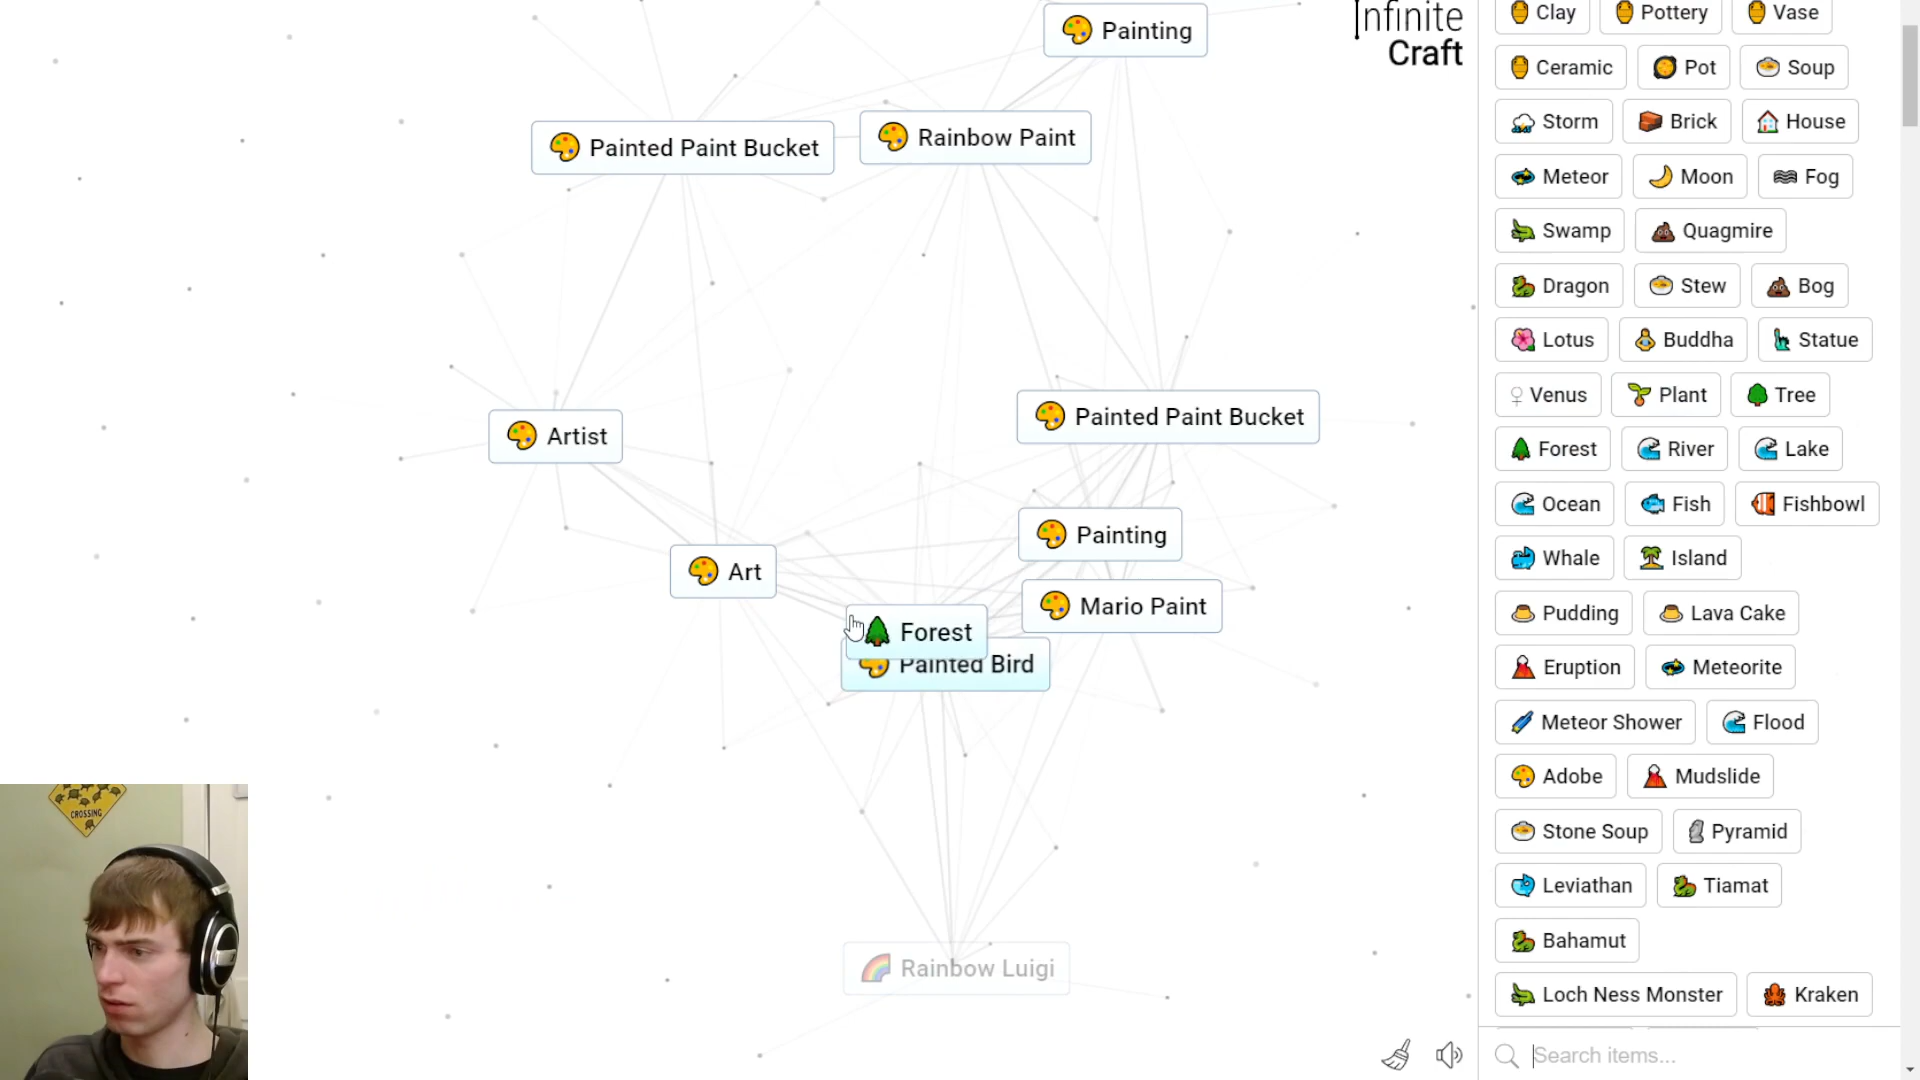 Infinite
Craft
Painting
Painted Paint Bucket
Rainbow Paint
Artist
Painted Paint Bucket
Painting
Art
Mario Paint
Forest
Painted Bird
Rainbow Luigi
CROSSING
Clay Pottery Vase
Ceramic Pot Soup
Storm Brick House
Meteor Moon Fog
Swamp Quagmire
Dragon Stew Bog
Lotus Buddha Statue
Venus Plant Tree
Forest River Lake
Ocean Fish Fishbowl
Whale Island
Pudding Lava Cake
Eruption Meteorite
Meteor Shower Flood
Adobe Mudslide
Stone Soup Pyramid
Leviathan Tiamat
Bahamut
Loch Ness Monster Kraken
Search items...